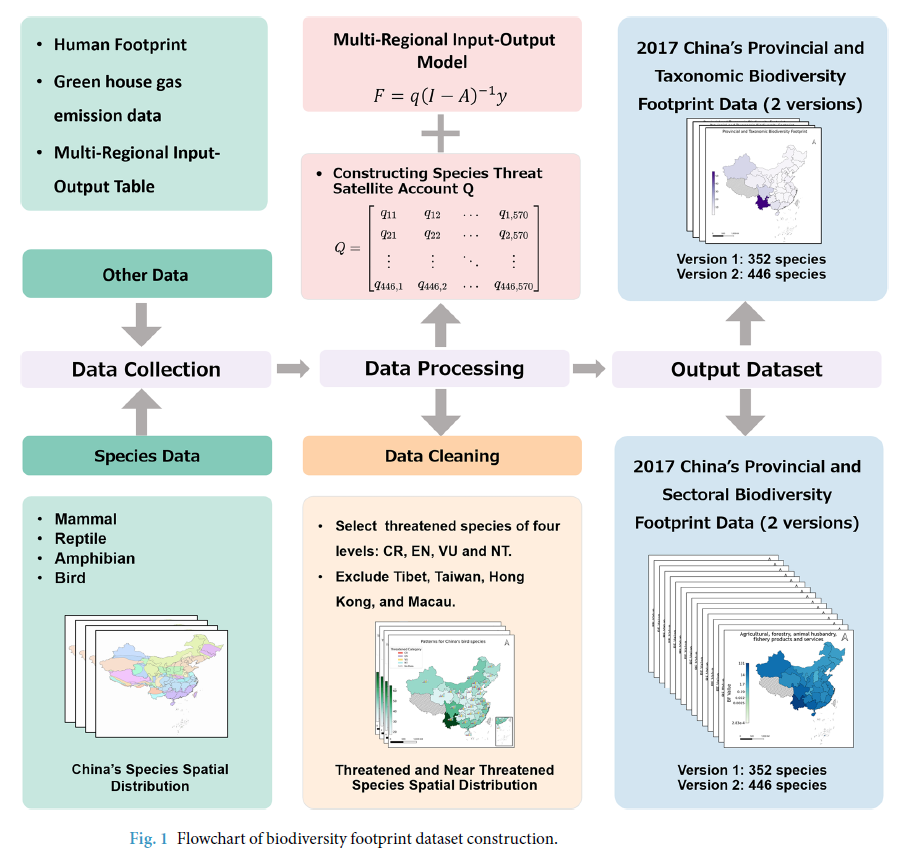 • Human Footprint
• Green house gas
emission data
• Multi-Regional Input-
Output Table
Other Data
Data Collection
Species Data
• Mammal
• Reptile
• Amphibian
• Bird
China's Species Spatial
Distribution
Multi-Regional Input-Output
Model
F = q(I − A)⁻¹y
• Constructing Species Threat
Satellite Account Q
Q =
q11 q12 ⋯ q1,570
q21 q22 ⋯ q2,570
⋮ ⋮ ⋱ ⋮
q446,1 q446,2 ⋯ q446,570
Data Processing
Data Cleaning
• Select threatened species of four
levels: CR, EN, VU and NT.
• Exclude Tibet, Taiwan, Hong
Kong, and Macau.
Patterns for China's bird species
Threatened and Near Threatened
Species Spatial Distribution
2017 China's Provincial and
Taxonomic Biodiversity
Footprint Data (2 versions)
Provincial and Taxonomic Biodiversity Footprint
Version 1: 352 species
Version 2: 446 species
Output Dataset
2017 China's Provincial and
Sectoral Biodiversity
Footprint Data (2 versions)
Agricultural, forestry, animal husbandry,
fishery products and services
BF Value
Version 1: 352 species
Version 2: 446 species
Fig. 1 Flowchart of biodiversity footprint dataset construction.